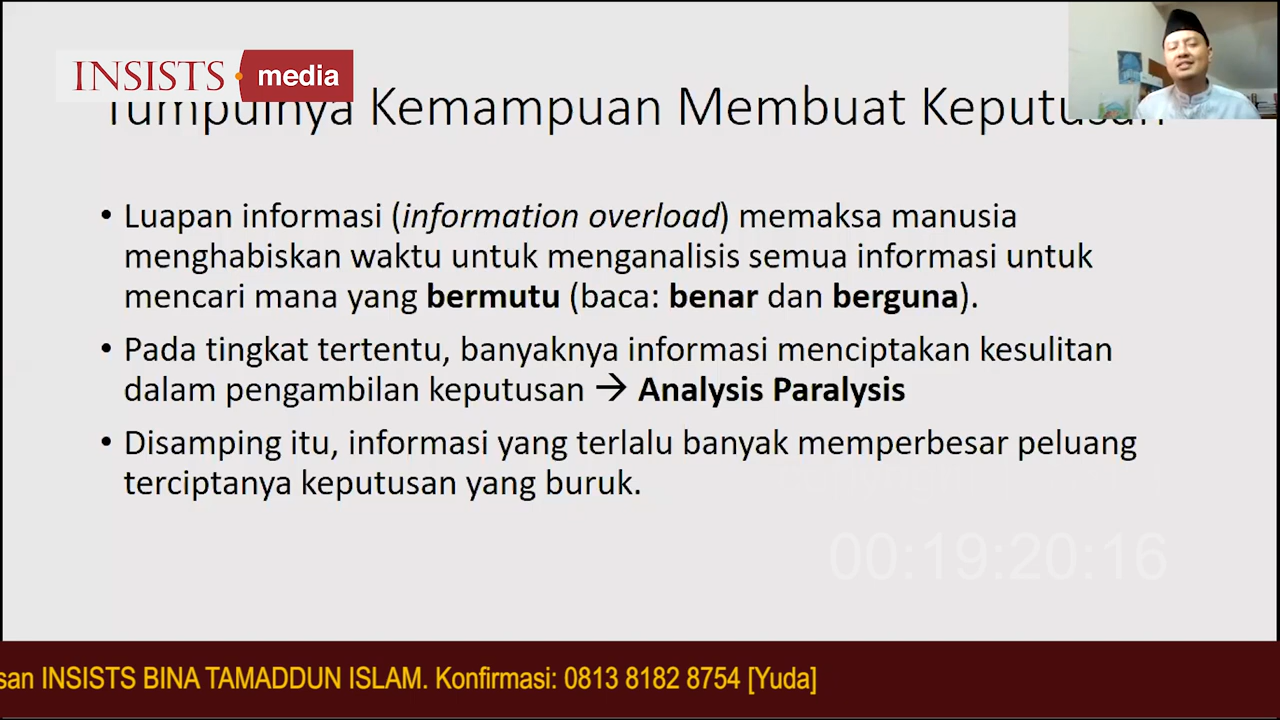 INSISTS media
Tumpulnya Kemampuan Membuat Keputusan
• Luapan informasi (information overload) memaksa manusia
menghabiskan waktu untuk menganalisis semua informasi untuk
mencari mana yang bermutu (baca: benar dan berguna).
• Pada tingkat tertentu, banyaknya informasi menciptakan kesulitan
dalam pengambilan keputusan → Analysis Paralysis
• Disamping itu, informasi yang terlalu banyak memperbesar peluang
terciptanya keputusan yang buruk.
00:19:20:16
san INSISTS BINA TAMADDUN ISLAM. Konfirmasi: 0813 8182 8754 [Yuda]